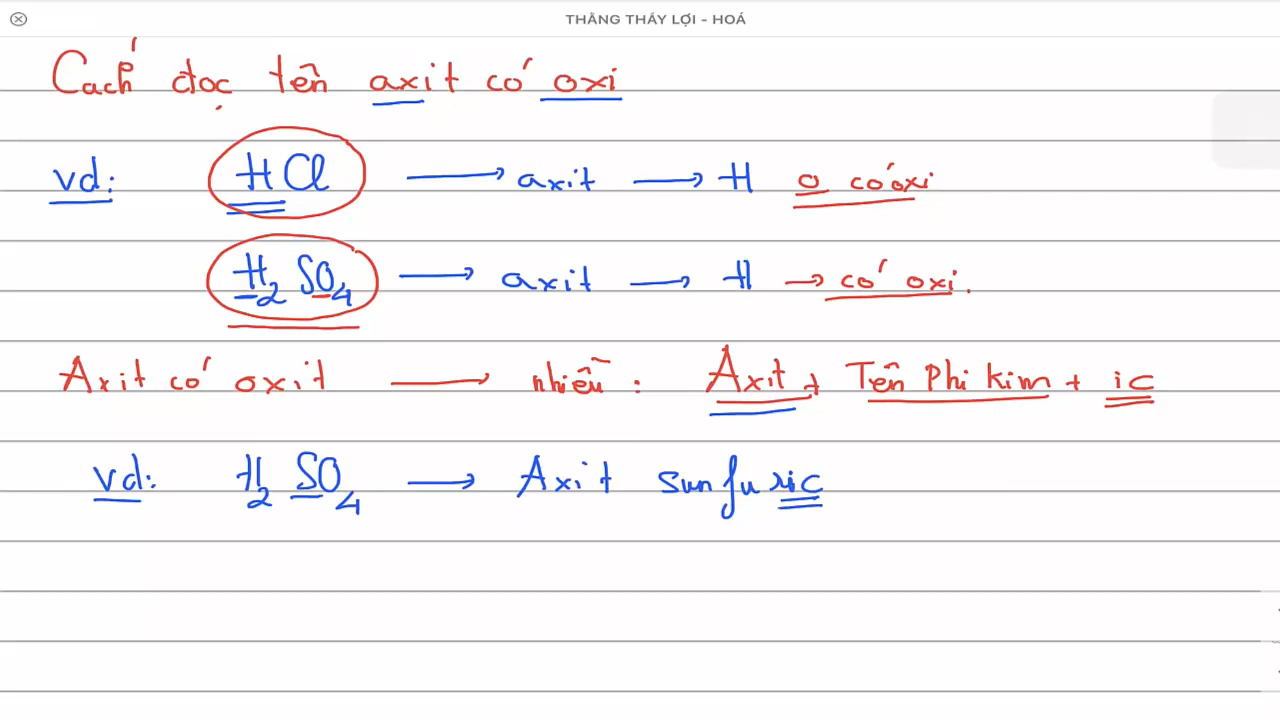 THẰNG THẦY LỢI - HOÁ
Cách đọc tên axit có oxi
vd: HCl → axit → H o có oxi
H2SO4 → axit → H → có oxi.
Axit có oxit → nhiều: Axit + Tên Phi kim + ic
vd: H2SO4 → Axit sunfuric